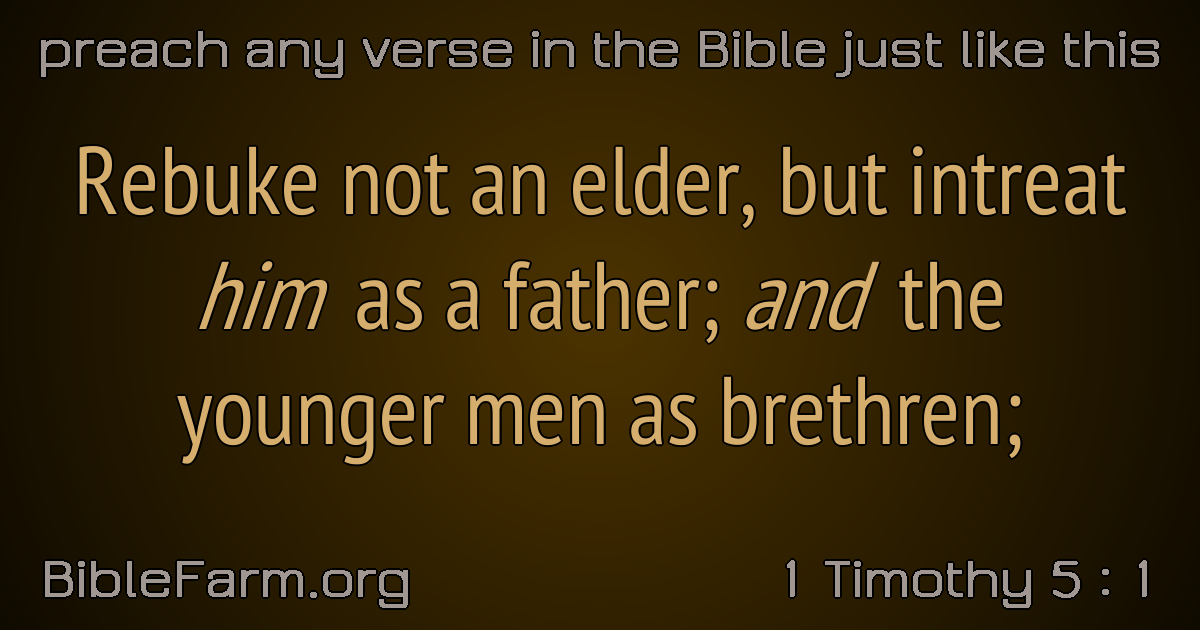 preach any verse in the Bible just like this
Rebuke not an elder, but intreat
him as a father; and the
younger men as brethren;
BibleFarm.org
1 Timothy 5 : 1